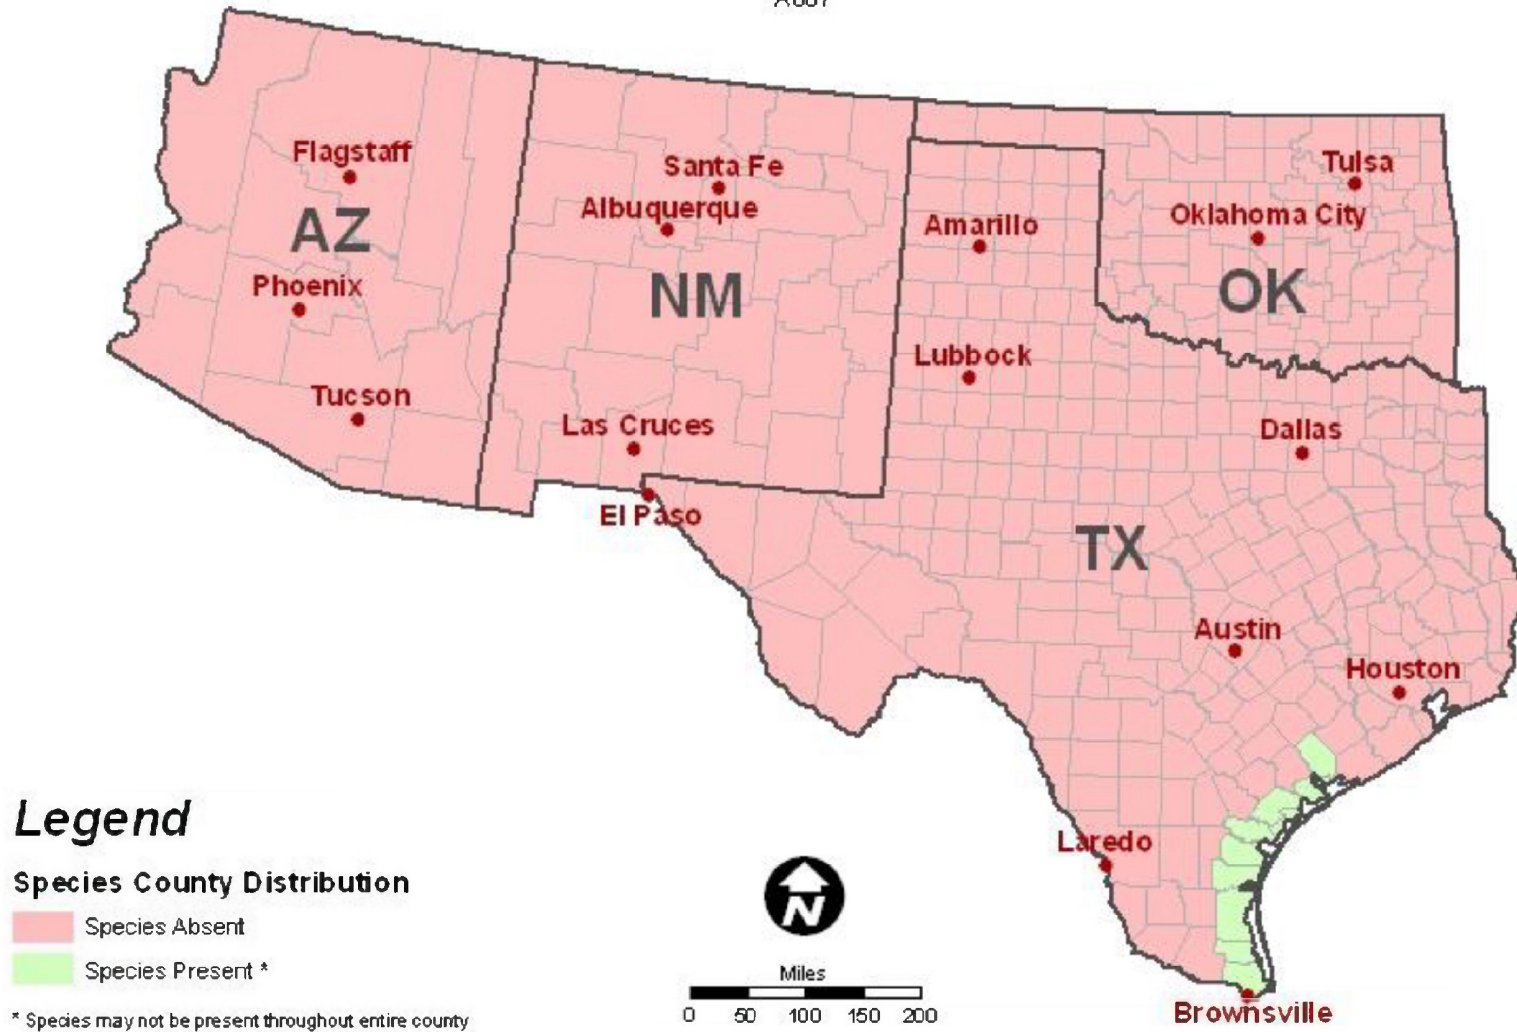 Flagstaff
Santa Fe
Tulsa
Albuquerque
Oklahoma City
AZ
Amarillo
Phoenix
NM
OK
Lubbock
Tucson
Las Cruces
Dallas
El Paso
TX
Austin
Houston
Legend
Laredo
Species County Distribution
Species Absent
Species Present *
N
Miles
0 50 100 150 200
Brownsville
* Species may not be present throughout entire county